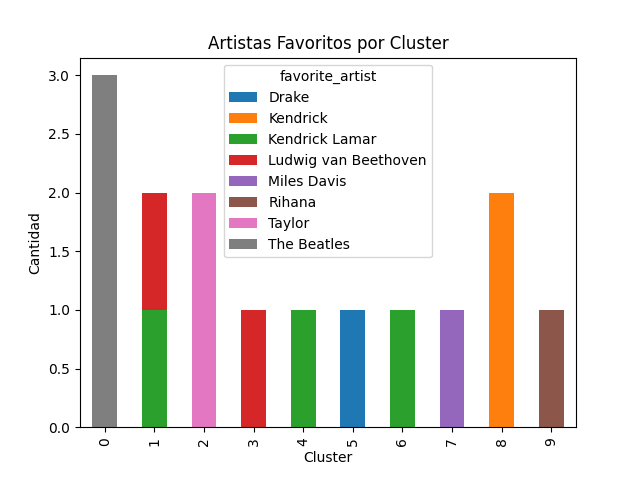 Artistas Favoritos por Cluster
favorite_artist
Drake
Kendrick
Kendrick Lamar
Ludwig van Beethoven
Miles Davis
Rihana
Taylor
The Beatles
Cantidad
3.0
2.5
2.0
1.5
1.0
0.5
0.0
0 1 2 3 4 5 6 7 8 9
Cluster